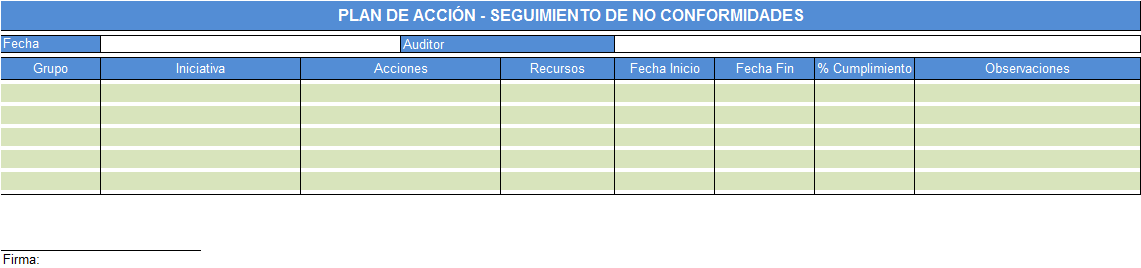 PLAN DE ACCIÓN - SEGUIMIENTO DE NO CONFORMIDADES
Fecha Auditor
Grupo Iniciativa Acciones Recursos Fecha Inicio Fecha Fin % Cumplimiento Observaciones
Firma: